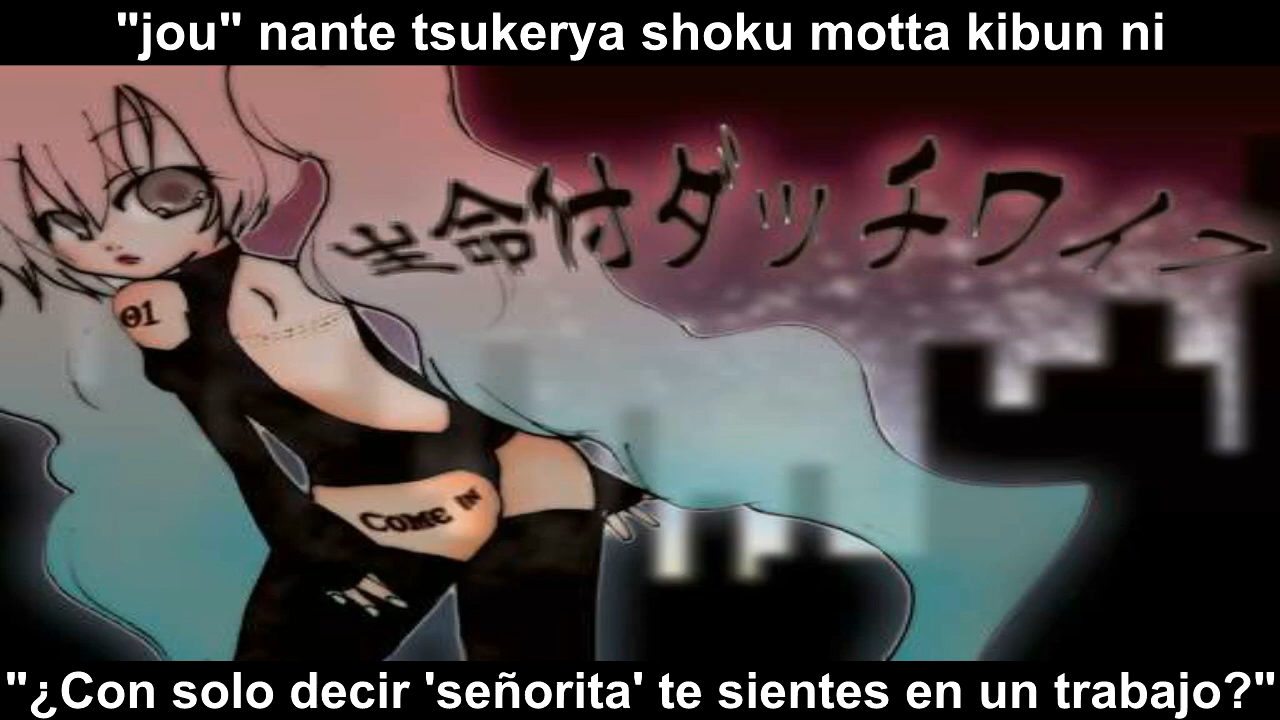 "jou" nante tsukerya shoku motta kibun ni
生命付ダッチワイフ
01
COME IN
"¿Con solo decir 'señorita' te sientes en un trabajo?"